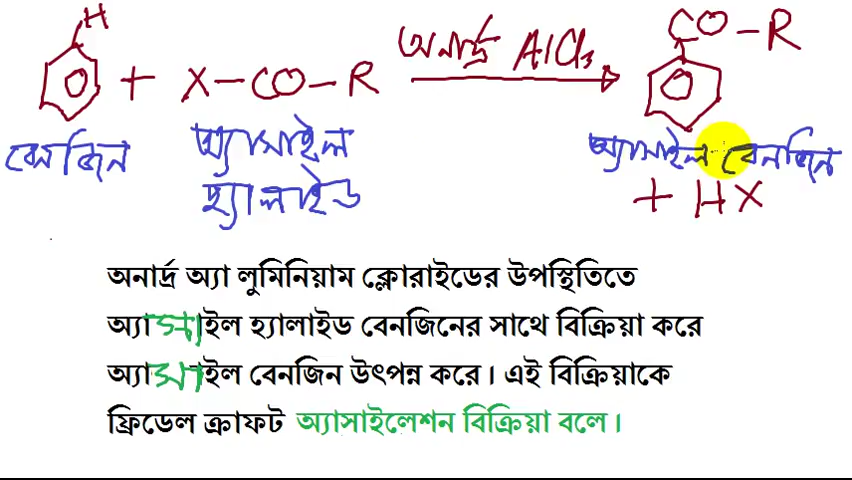 H
+ X-CO-R অনার্দ্র AlCl₃ CO-R
বেনজিন অ্যাসাইল অ্যাসাইল বেনজিন
হ্যালাইড + HX
অনার্দ্র অ্যা লুমিনিয়াম ক্লোরাইডের উপস্থিতিতে
অ্যাসাইল হ্যালাইড বেনজিনের সাথে বিক্রিয়া করে
অ্যাসাইল বেনজিন উৎপন্ন করে। এই বিক্রিয়াকে
ফ্রিডেল ক্রাফট অ্যাসাইলেশন বিক্রিয়া বলে।